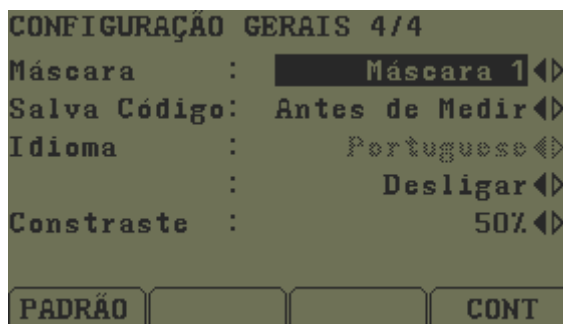 CONFIGURAÇÃO GERAIS 4/4
Máscara : Máscara 1
Salva Código: Antes de Medir
Idioma : Portuguese
: Desligar
Constraste : 50%
PADRÃO CONT